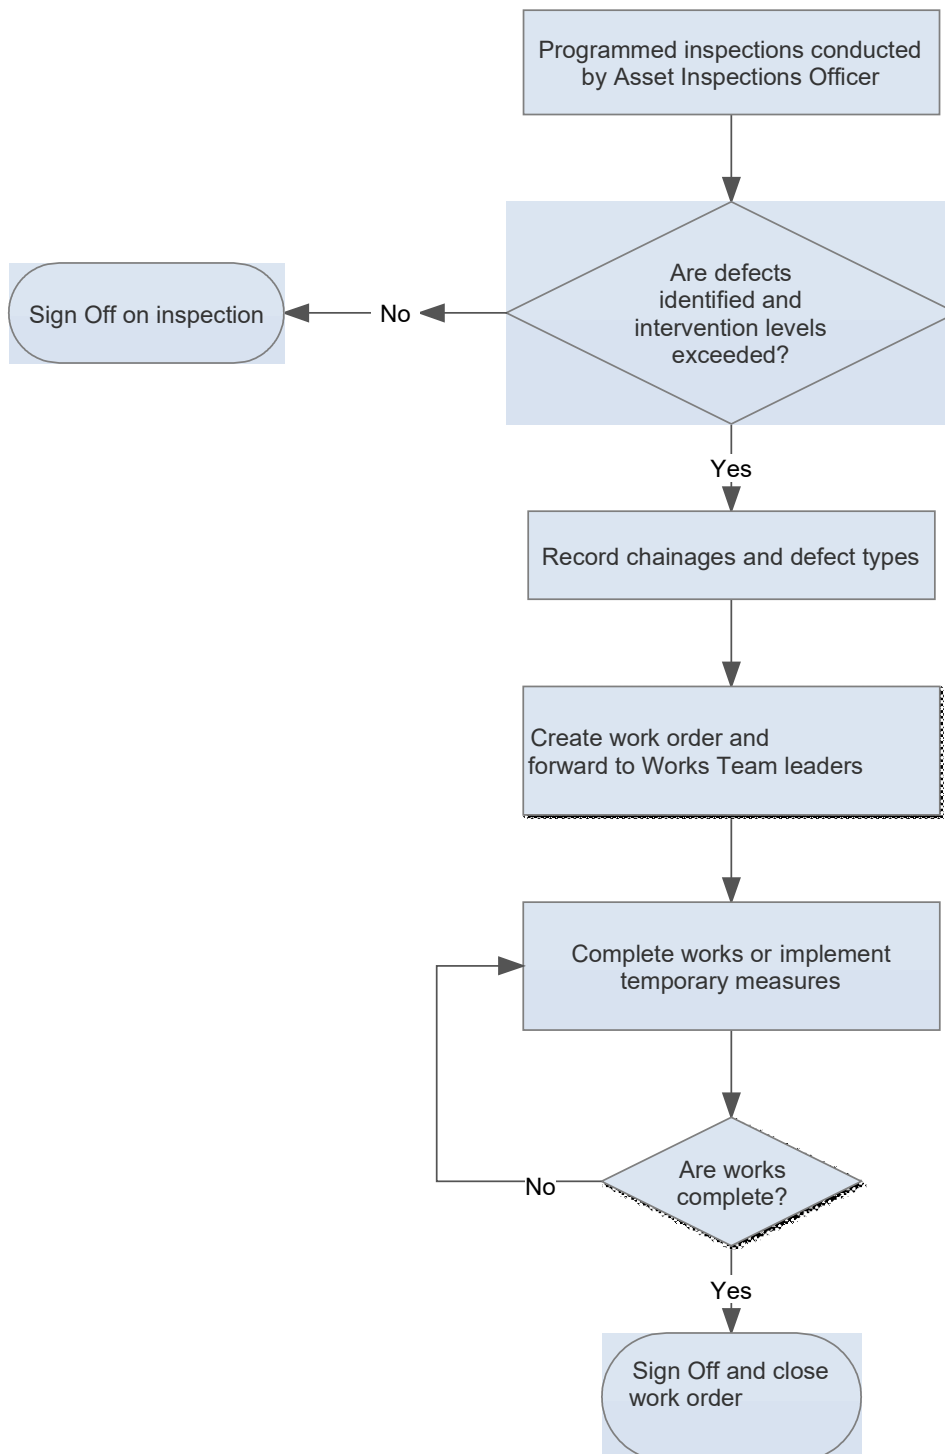 Programmed inspections conducted
by Asset Inspections Officer
Are defects
identified and
intervention levels
exceeded?
No
Sign Off on inspection
Yes
Record chainages and defect types
Create work order and
forward to Works Team leaders
Complete works or implement
temporary measures
Are works
complete?
No
Yes
Sign Off and close
work order